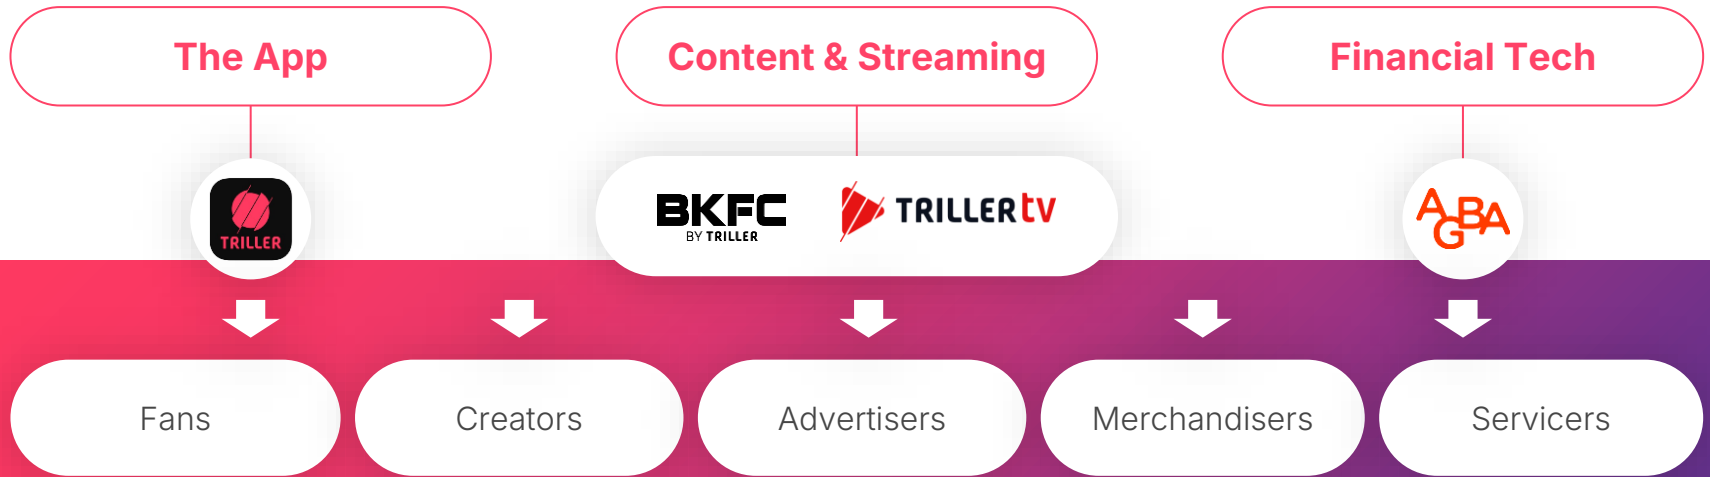 The App
Content & Streaming
Financial Tech
TRILLER
BKFC
BY TRILLER
TRILLERtv
AGBA
Fans
Creators
Advertisers
Merchandisers
Servicers